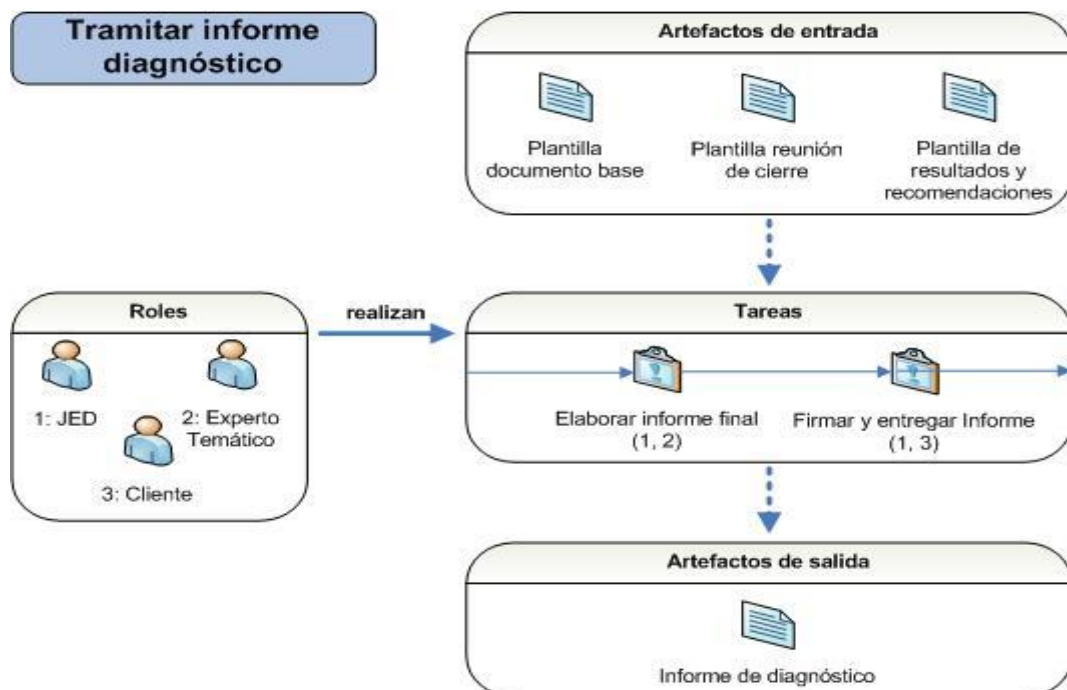 Tramitar informe
diagnóstico
Artefactos de entrada
Plantilla
documento base
Plantilla reunión
de cierre
Plantilla de
resultados y
recomendaciones
Roles
1: JED
2: Experto
Temático
3: Cliente
realizan
Tareas
Elaborar informe final
(1, 2)
Firmar y entregar Informe
(1, 3)
Artefactos de salida
Informe de diagnóstico